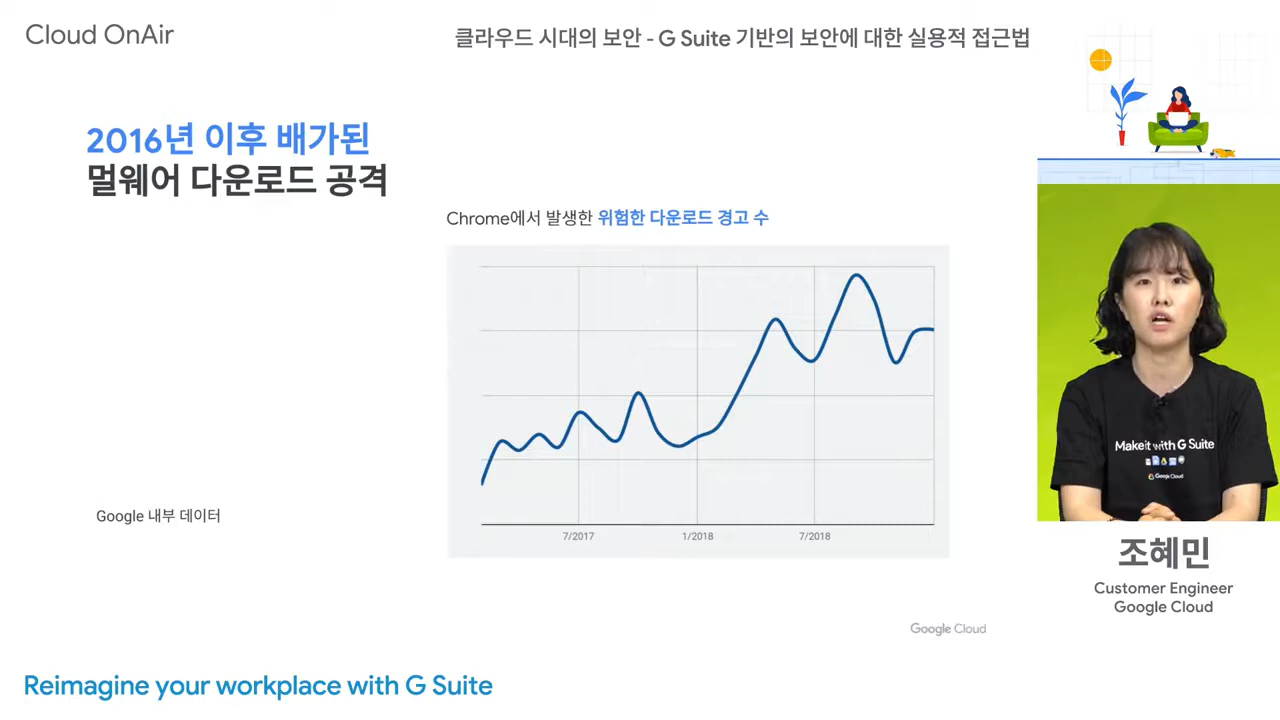 Cloud OnAir
클라우드 시대의 보안 - G Suite 기반의 보안에 대한 실용적 접근법
2016년 이후 배가된
멀웨어 다운로드 공격
Chrome에서 발생한 위험한 다운로드 경고 수
7/2017
1/2018
7/2018
Google 내부 데이터
Make it with G Suite
Google Cloud
조혜민
Customer Engineer
Google Cloud
Google Cloud
Reimagine your workplace with G Suite